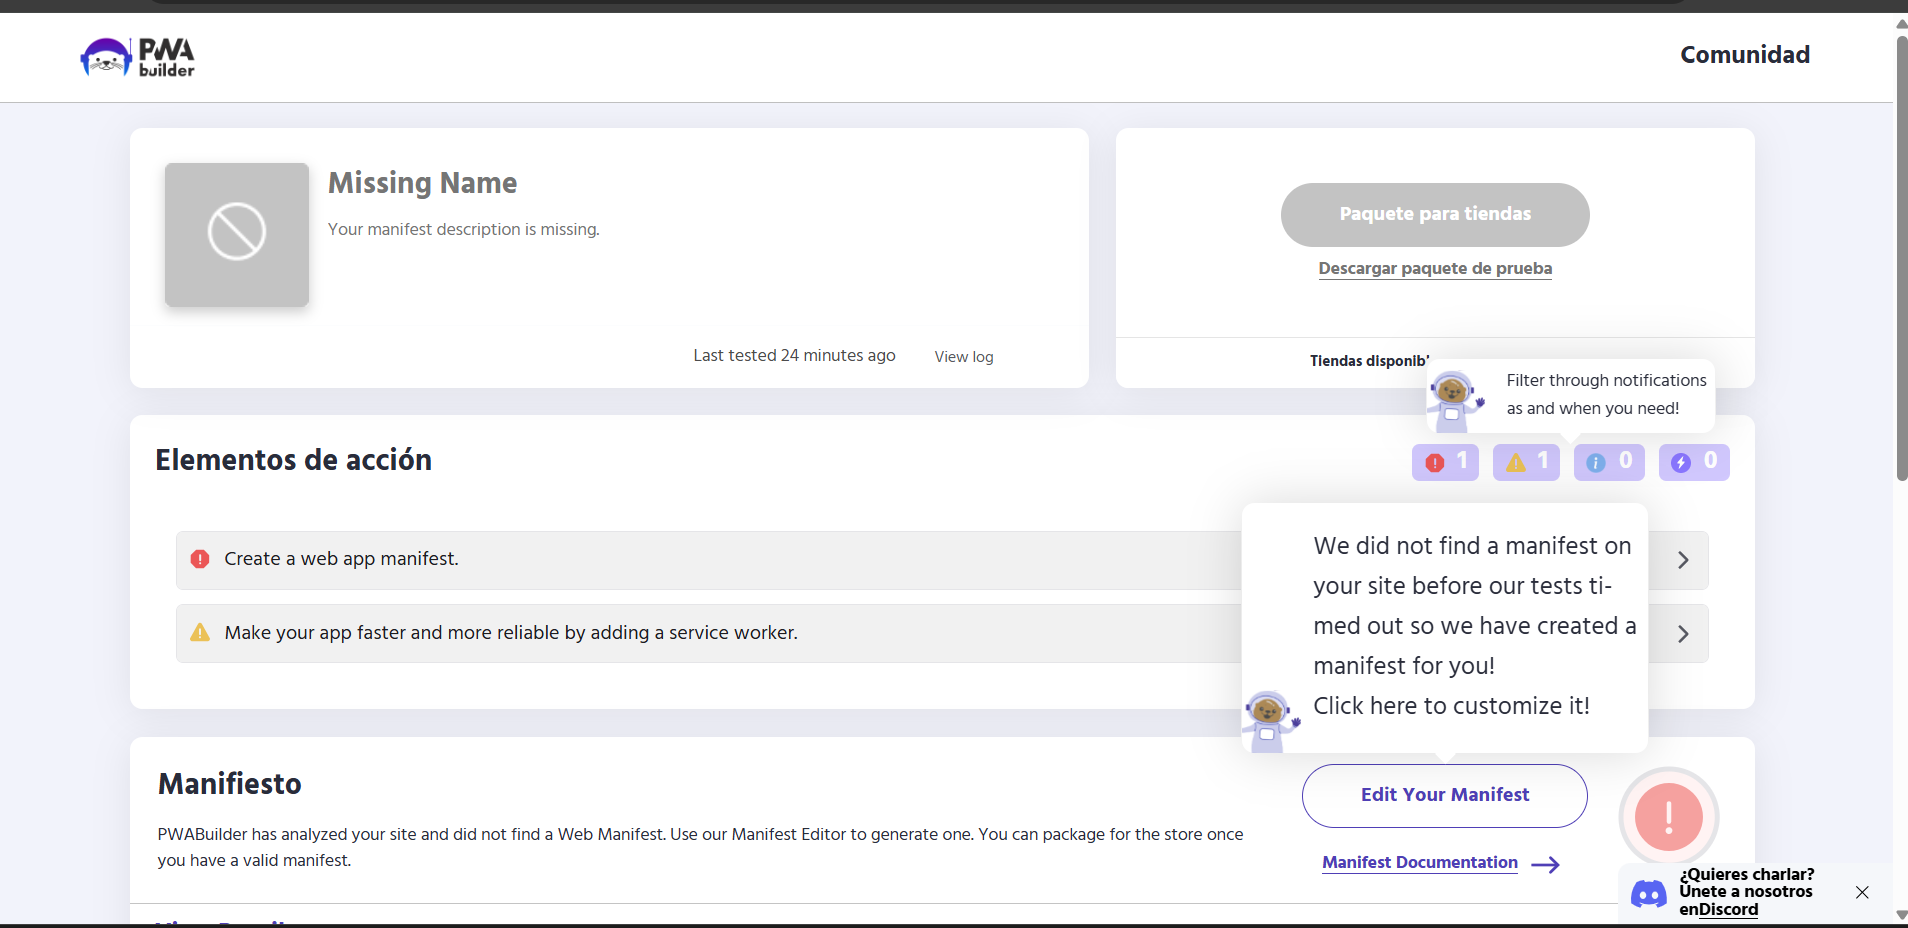 PWA
builder
Comunidad
Missing Name
Your manifest description is missing.
Last tested 24 minutes ago
View log
Paquete para tiendas
Descargar paquete de prueba
Tiendas disponibl
Filter through notifications
as and when you need!
Elementos de acción
1
1
0
0
Create a web app manifest.
Make your app faster and more reliable by adding a service worker.
We did not find a manifest on
your site before our tests ti-
med out so we have created a
manifest for you!
Click here to customize it!
Manifiesto
PWABuilder has analyzed your site and did not find a Web Manifest. Use our Manifest Editor to generate one. You can package for the store once
you have a valid manifest.
Edit Your Manifest
Manifest Documentation
¿Quieres charlar?
Únete a nosotros
enDiscord